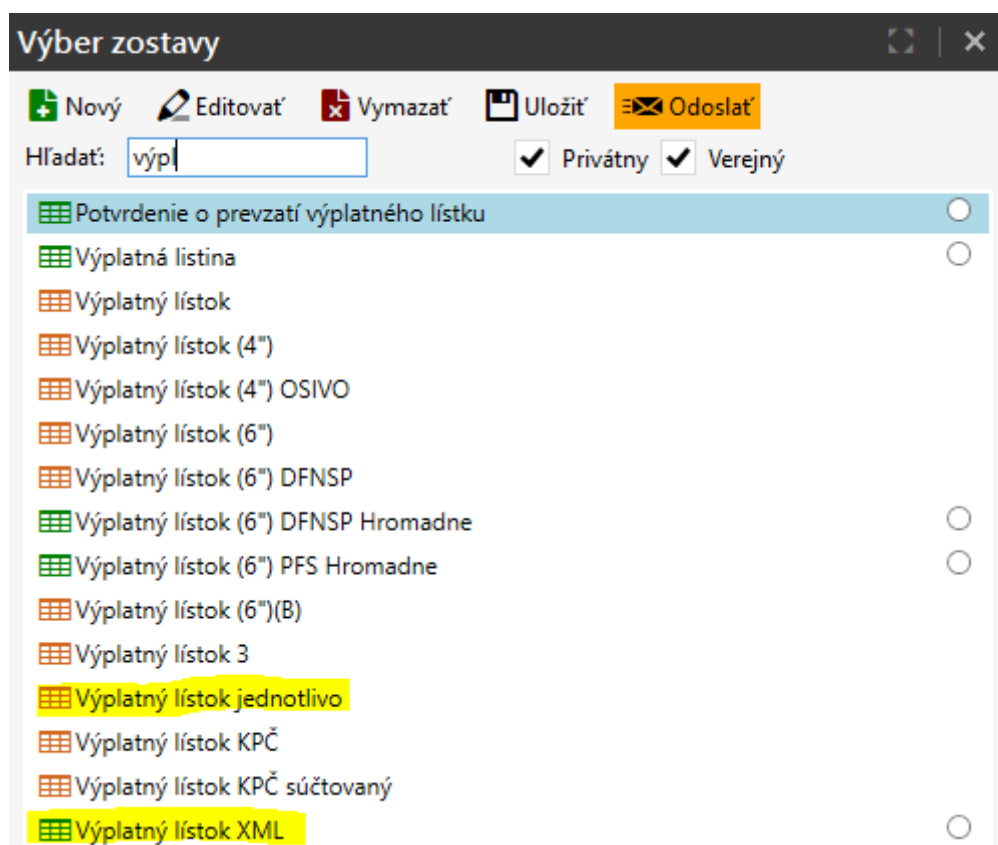 Výber zostavy
Nový Editovať Vymazať Uložiť Odoslať
Hľadať: výpl Privátny Verejný
Potvrdenie o prevzatí výplatného lístku
Výplatná listina
Výplatný lístok
Výplatný lístok (4")
Výplatný lístok (4") OSIVO
Výplatný lístok (6")
Výplatný lístok (6") DFNSP
Výplatný lístok (6") DFNSP Hromadne
Výplatný lístok (6") PFS Hromadne
Výplatný lístok (6")(B)
Výplatný lístok 3
Výplatný lístok jednotlivo
Výplatný lístok KPČ
Výplatný lístok KPČ súčtovaný
Výplatný lístok XML